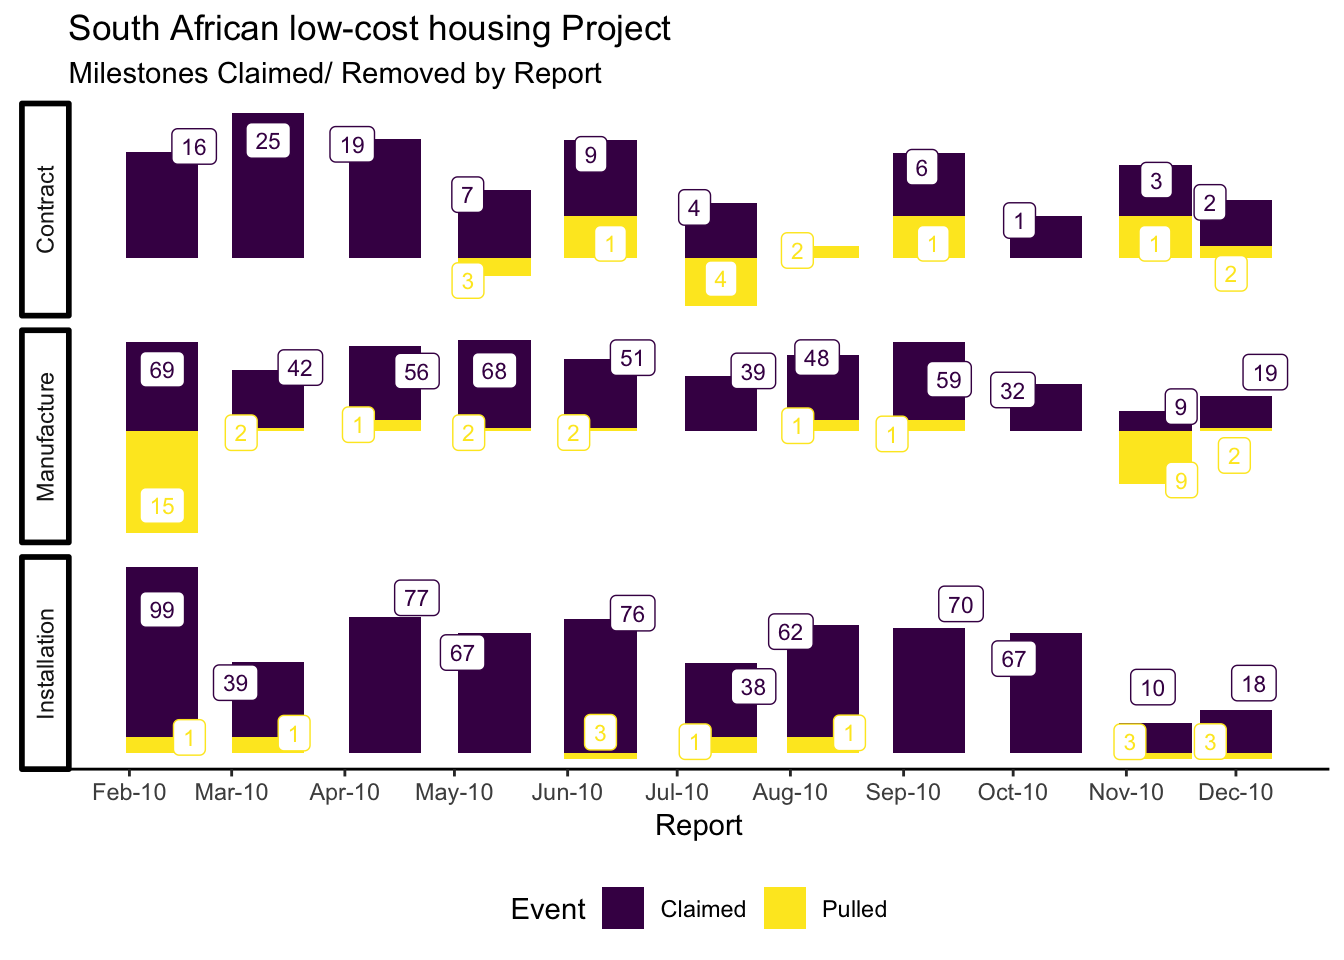 South African low-cost housing Project
Milestones Claimed/ Removed by Report
Contract
16 25 19 7 3 9 1 4 4 2 6 1 1 3 1 2 2
Manufacture
69 15 42 2 56 1 68 2 51 2 39 48 1 59 1 32 9 9 19 2
Installation
99 1 39 1 77 67 76 3 38 1 62 1 70 67 10 3 18 3
Feb-10 Mar-10 Apr-10 May-10 Jun-10 Jul-10 Aug-10 Sep-10 Oct-10 Nov-10 Dec-10
Report
Event Claimed Pulled